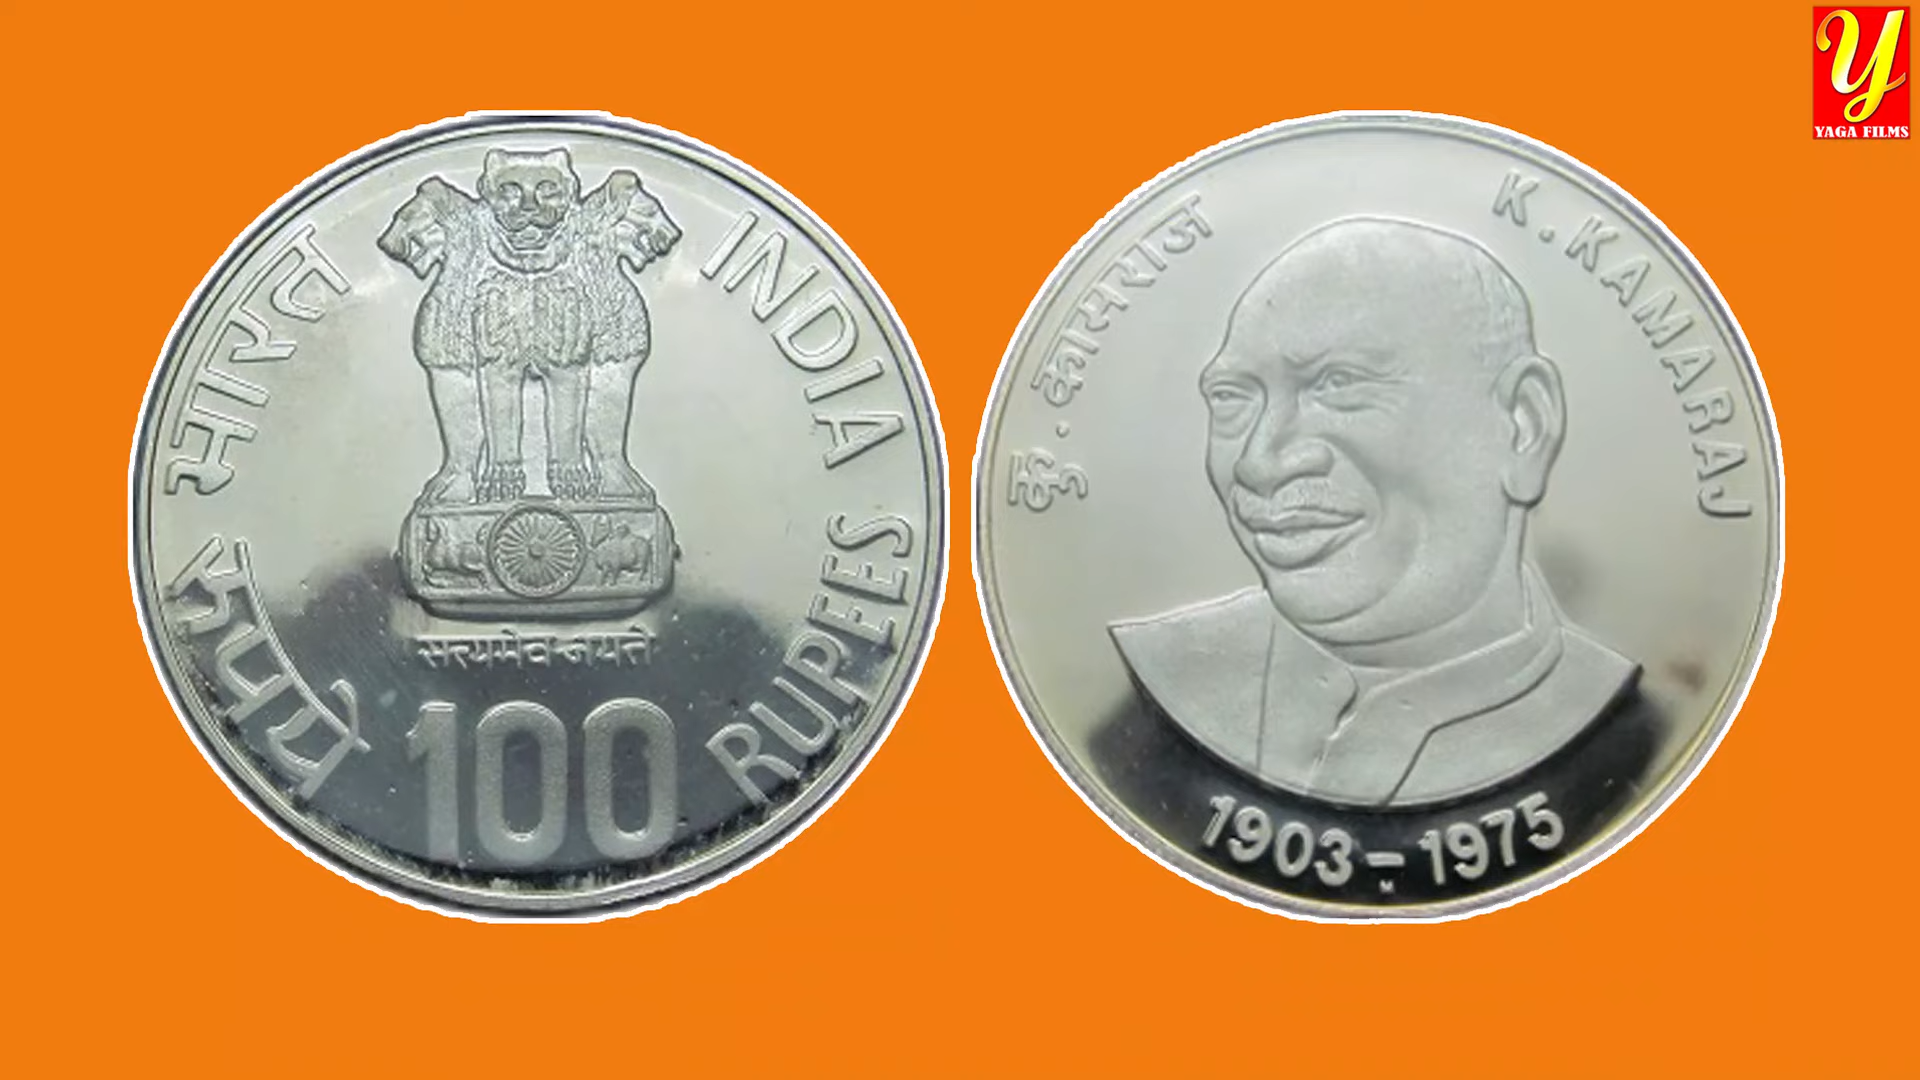 भारत
INDIA
रुपये
RUPEES
सत्यमेव जयते
100
कु. कामराज
K. KAMARAJ
1903-1975
M
Y
YAGA FILMS